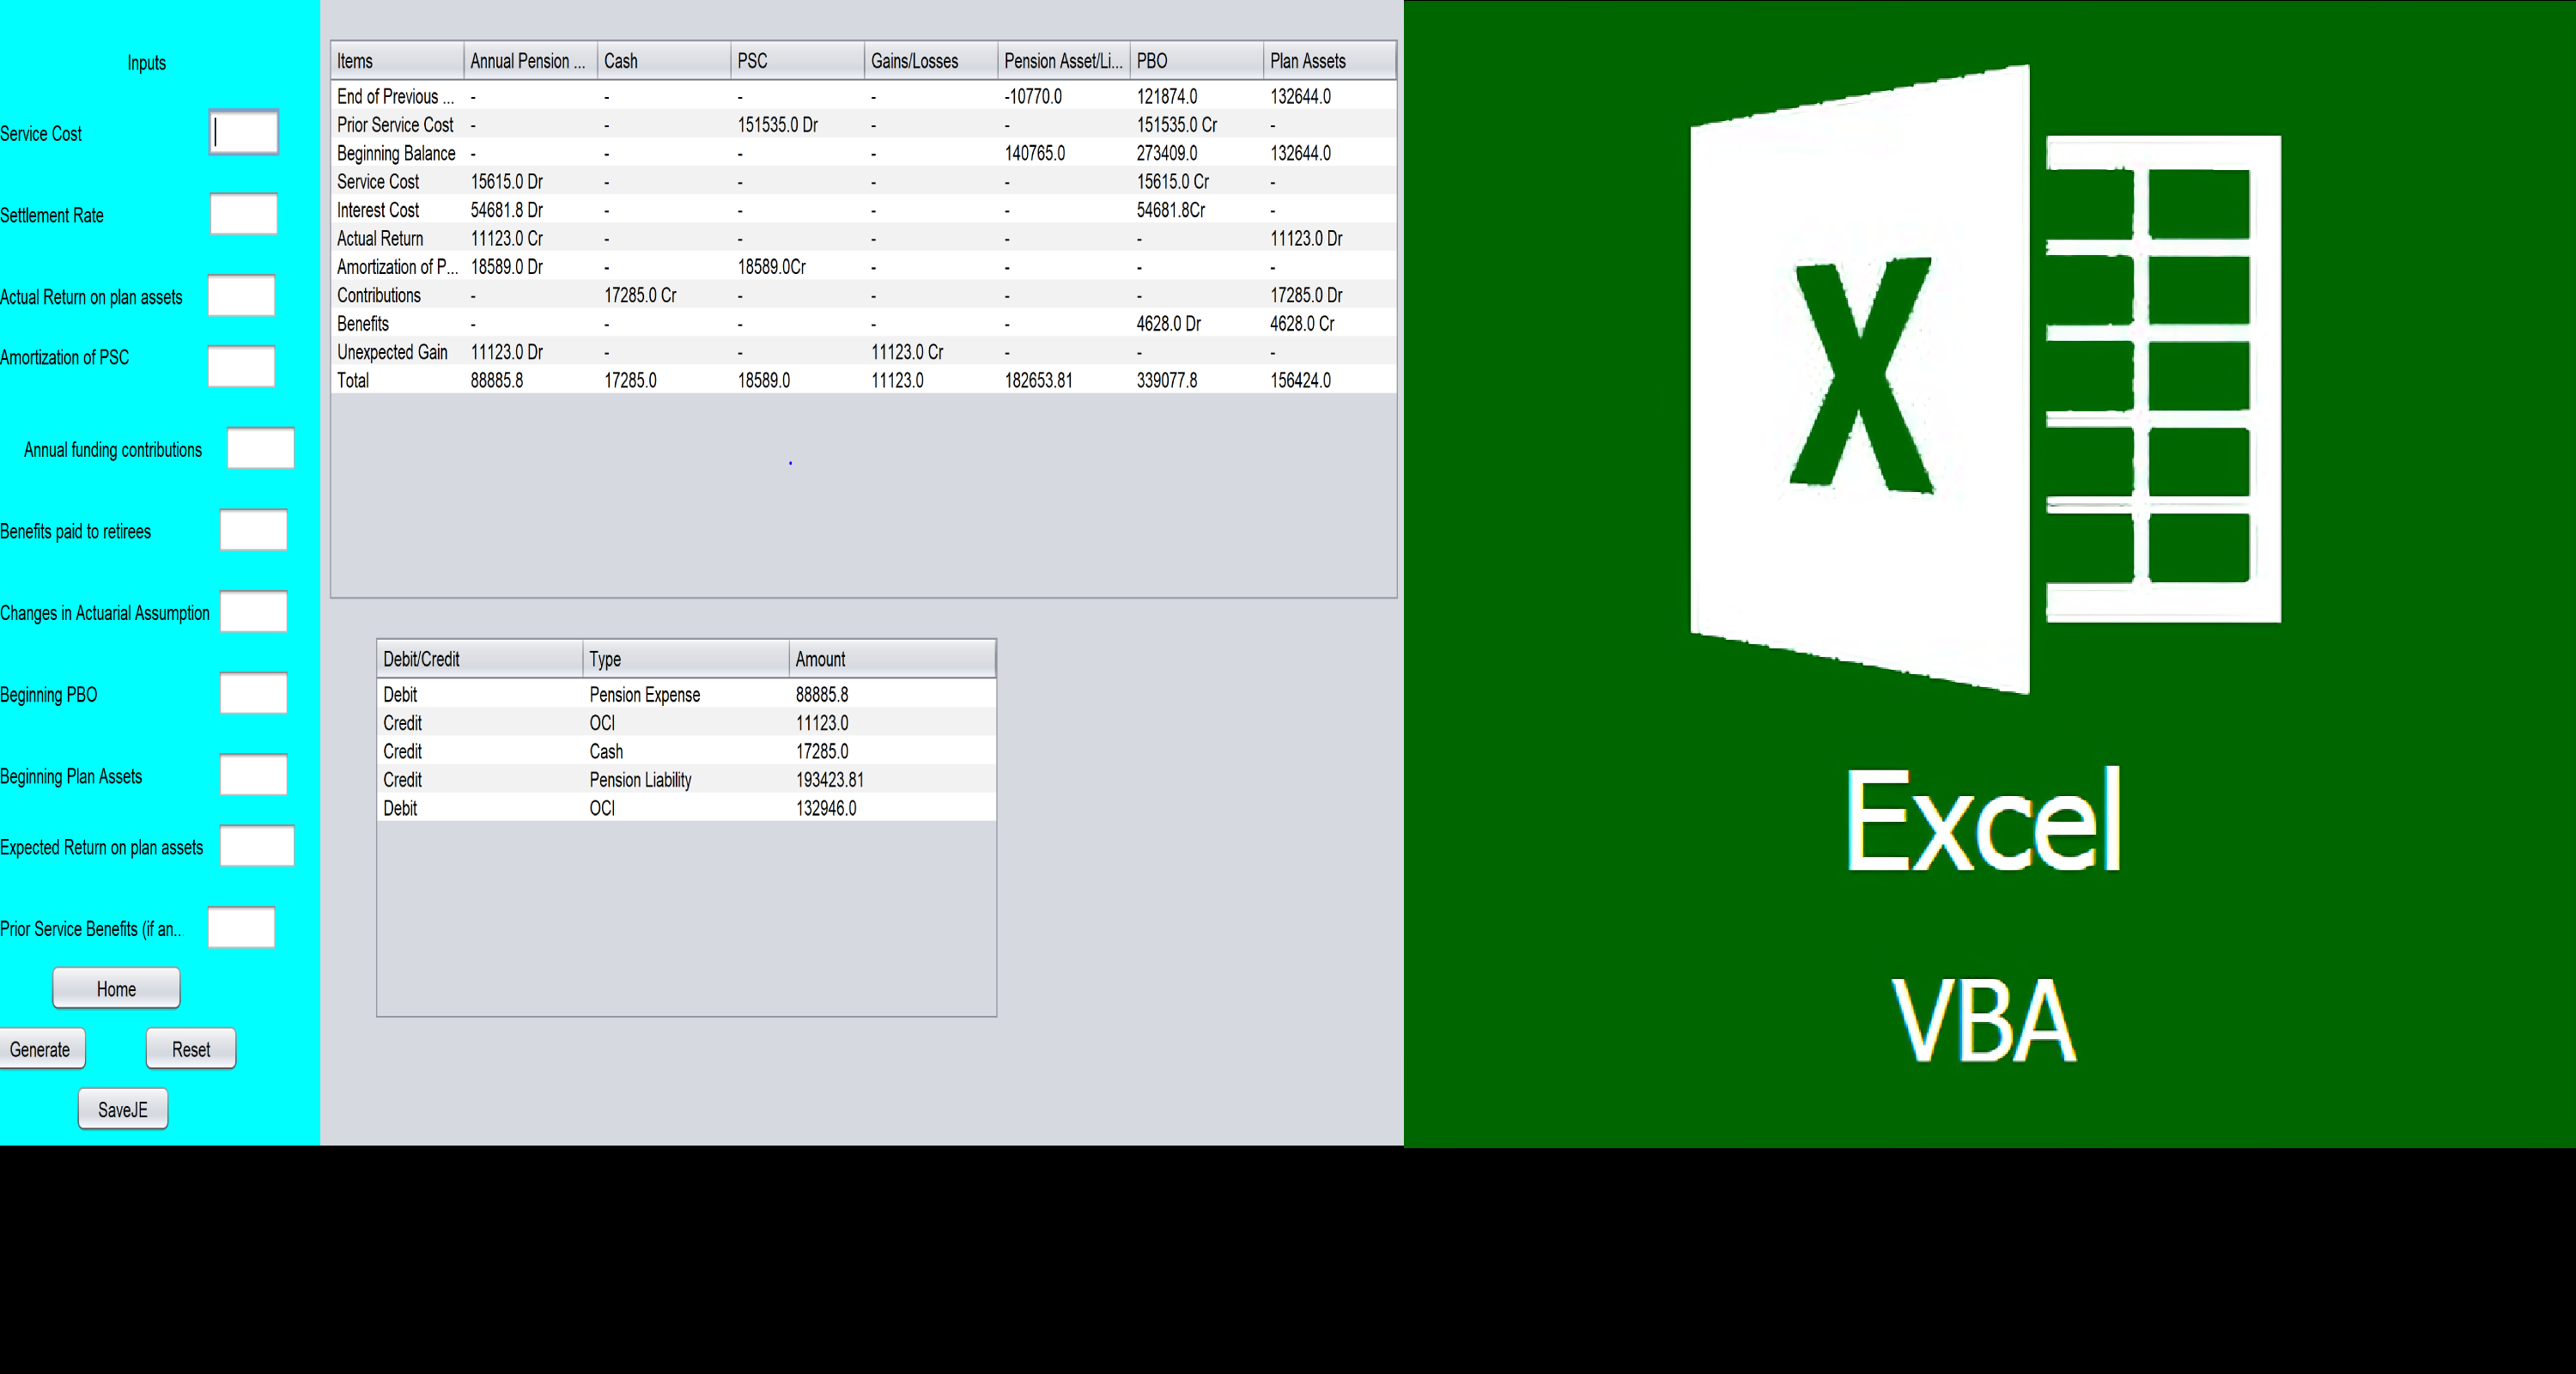 Inputs
Service Cost
Settlement Rate
Actual Return on plan assets
Amortization of PSC
Annual funding contributions
Benefits paid to retirees
Changes in Actuarial Assumption
Beginning PBO
Beginning Plan Assets
Expected Return on plan assets
Prior Service Benefits (if an...
Home
Generate Reset
SaveJE
Items Annual Pension ... Cash PSC Gains/Losses Pension Asset/Li... PBO Plan Assets
End of Previous ... - - - - -10770.0 121874.0 132644.0
Prior Service Cost - - 151535.0 Dr - - 151535.0 Cr -
Beginning Balance - - - - 140765.0 273409.0 132644.0
Service Cost 15615.0 Dr - - - - 15615.0 Cr -
Interest Cost 54681.8 Dr - - - - 54681.8Cr -
Actual Return 11123.0 Cr - - - - - 11123.0 Dr
Amortization of P... 18589.0 Dr - 18589.0Cr - - - -
Contributions - 17285.0 Cr - - - - 17285.0 Dr
Benefits - - - - - 4628.0 Dr 4628.0 Cr
Unexpected Gain 11123.0 Dr - - 11123.0 Cr - - -
Total 88885.8 17285.0 18589.0 11123.0 182653.81 339077.8 156424.0
Debit/Credit Type Amount
Debit Pension Expense 88885.8
Credit OCI 11123.0
Credit Cash 17285.0
Credit Pension Liability 193423.81
Debit OCI 132946.0
X
Excel
VBA